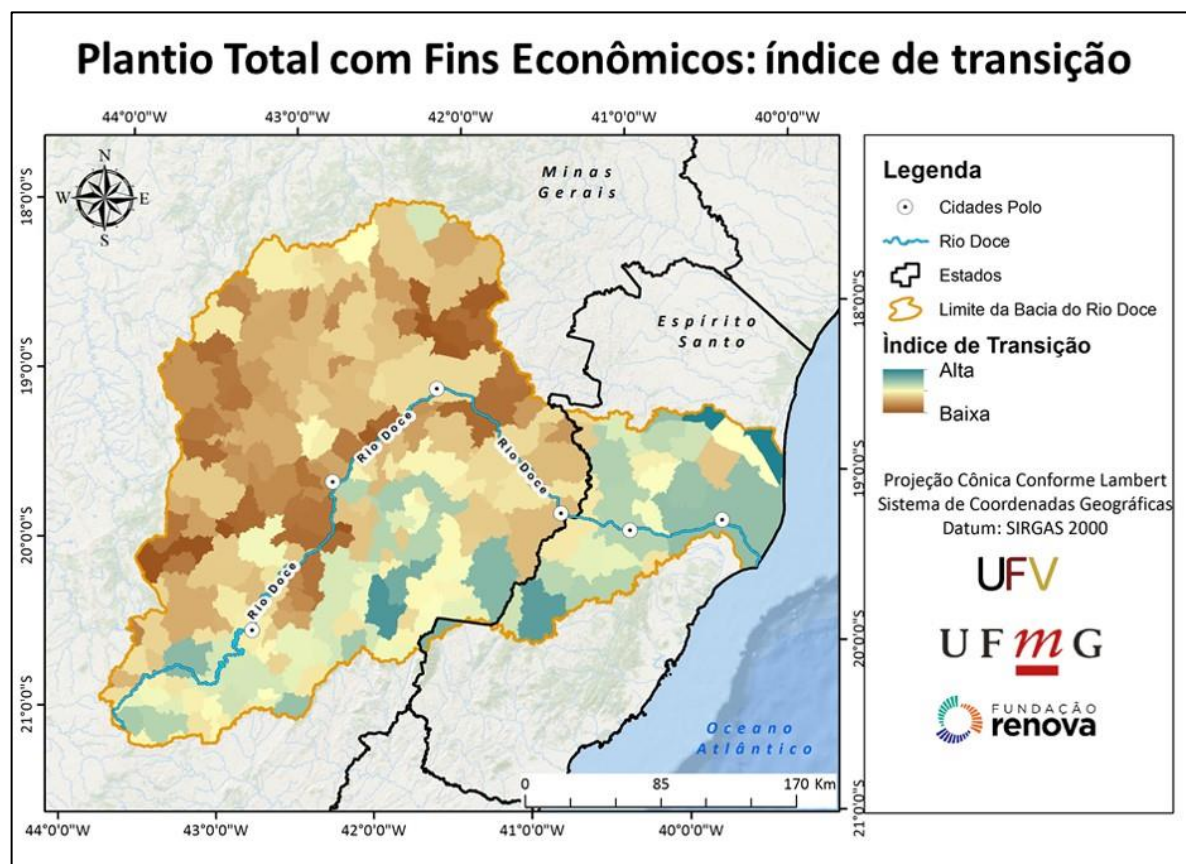 Plantio Total com Fins Econômicos: índice de transição
44°0'0"W 43°0'0"W 42°0'0"W 41°0'0"W 40°0'0"W
18°0'0"S
19°0'0"S
20°0'0"S
21°0'0"S
N
W E
S
Minas
Gerais
Espírito
Santo
Rio Doce
Rio Doce
Rio Doce
Oceano
Atlântico
0 85 170 Km
18°0'0"S
19°0'0"S
20°0'0"S
21°0'0"S
44°0'0"W 43°0'0"W 42°0'0"W 41°0'0"W 40°0'0"W
Legenda
Cidades Polo
Rio Doce
Estados
Limite da Bacia do Rio Doce
Ìndice de Transição
Alta
Baixa
Projeção Cônica Conforme Lambert
Sistema de Coordenadas Geográficas
Datum: SIRGAS 2000
UFV
UFmG
FUNDAÇÃO
renova